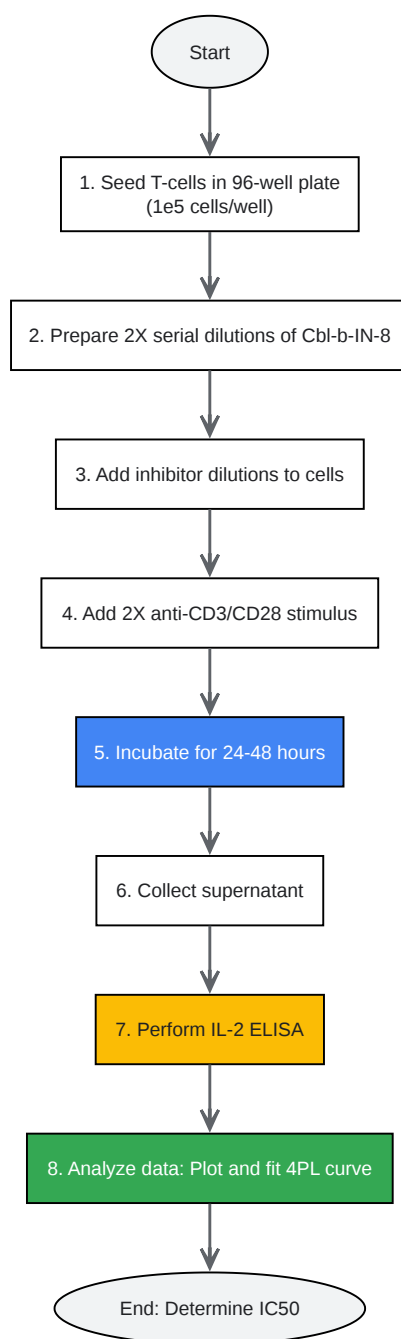 Start
1. Seed T-cells in 96-well plate
(1e5 cells/well)
2. Prepare 2X serial dilutions of Cbl-b-IN-8
3. Add inhibitor dilutions to cells
4. Add 2X anti-CD3/CD28 stimulus
5. Incubate for 24-48 hours
6. Collect supernatant
7. Perform IL-2 ELISA
8. Analyze data: Plot and fit 4PL curve
End: Determine IC50